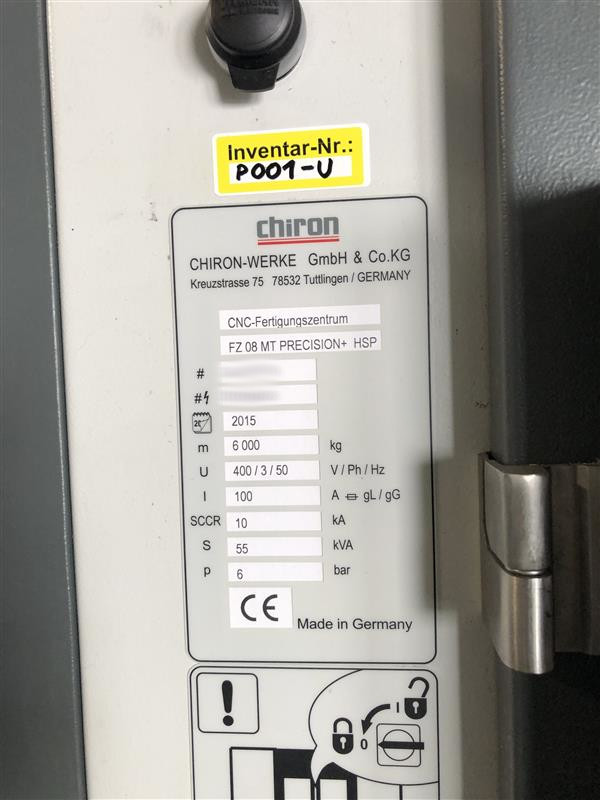 Inventar-Nr.:
P001-U
chiron
CHIRON-WERKE GmbH & Co.KG
Kreuzstrasse 75 78532 Tuttlingen / GERMANY
CNC-Fertigungszentrum
FZ 08 MT PRECISION+ HSP
#
#
2015
m 6 000 kg
U 400 / 3 / 50 V / Ph / Hz
I 100 A gL / gG
SCCR 10 kA
S 55 kVA
p 6 bar
CE
Made in Germany
!
I
0